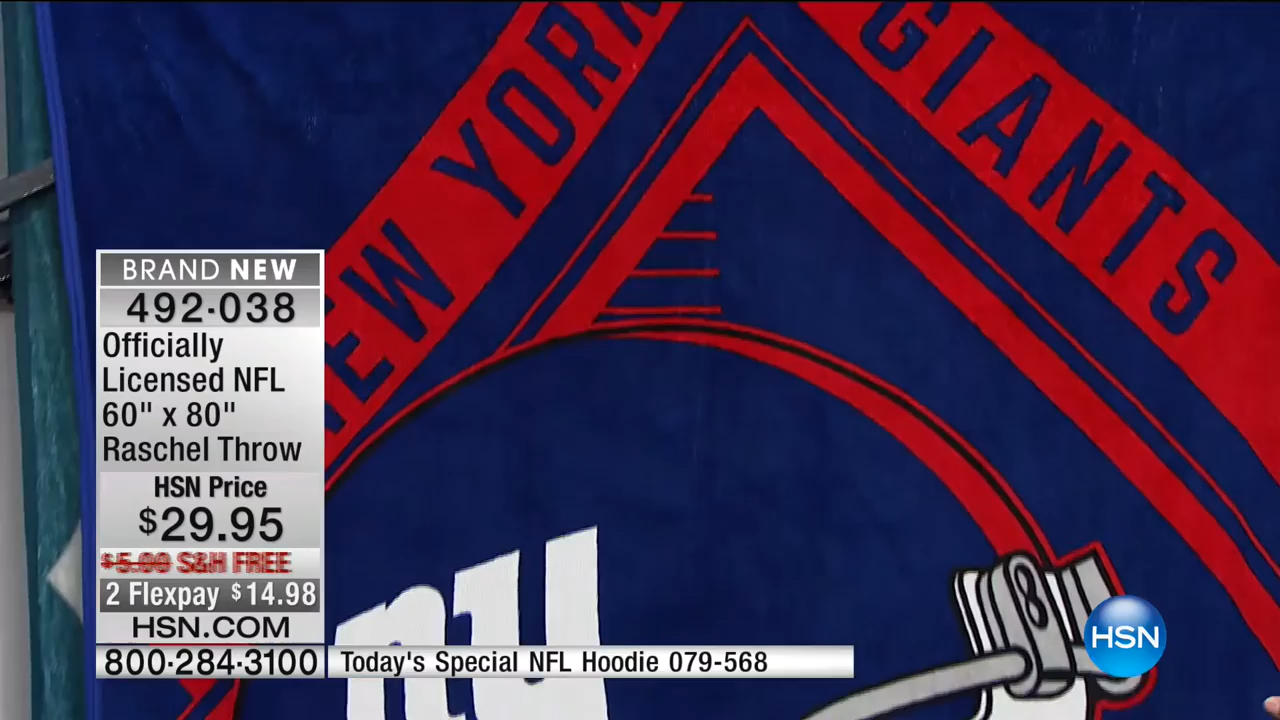 NEW YORK
GIANTS
BRAND NEW
492-038
Officially
Licensed NFL
60" x 80"
Raschel Throw
HSN Price
$29.95
$5.00 S&H FREE
2 Flexpay $14.98
HSN.COM
800-284-3100
Today's Special NFL Hoodie 079-568
ny
8
HSN